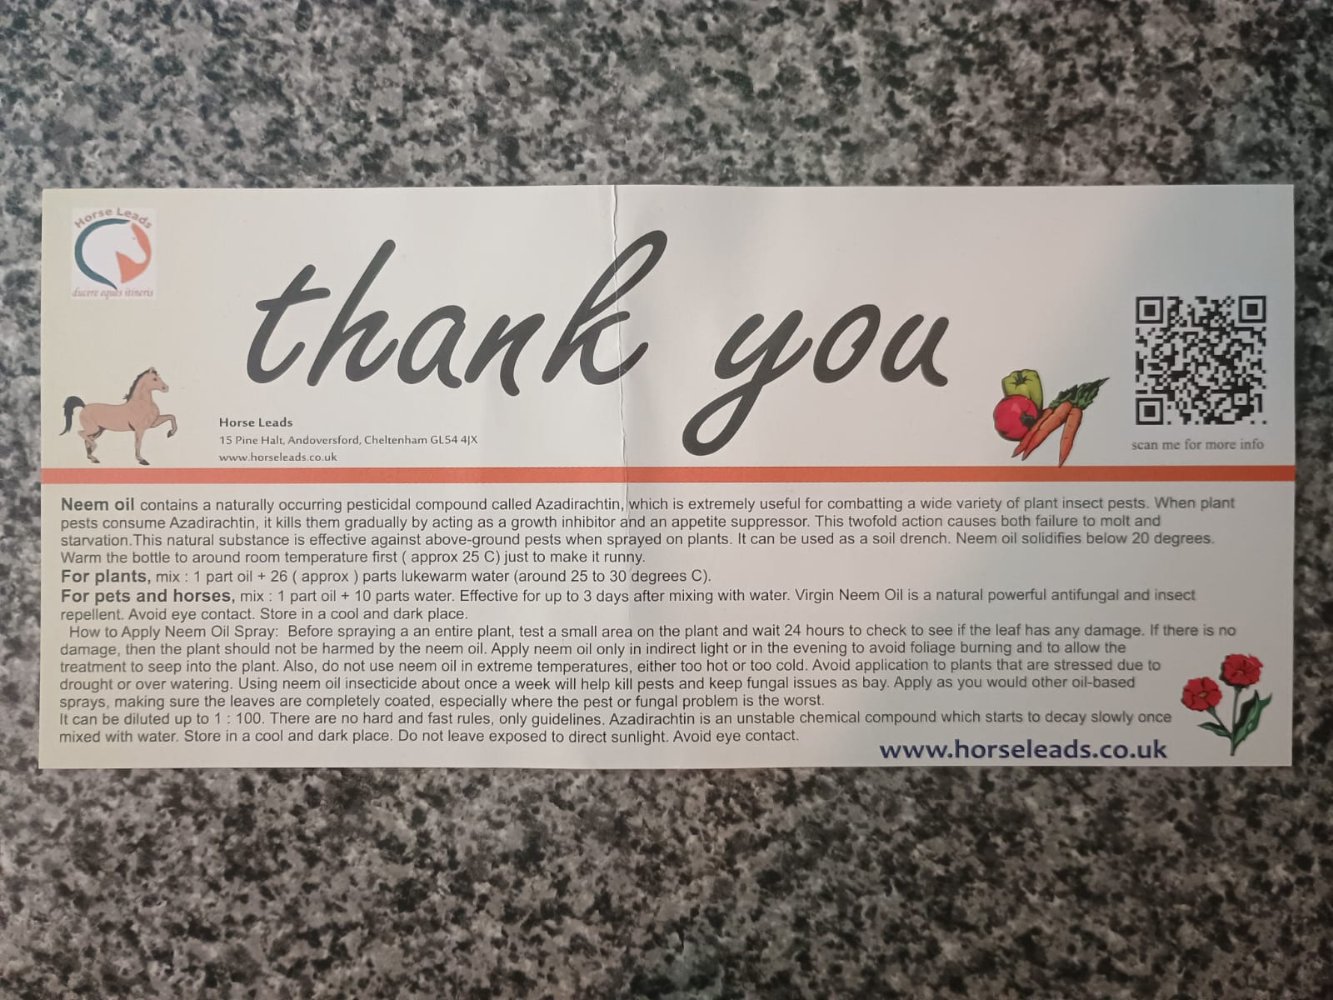 Horse Leads
ducere equis itineris
thank you
Horse Leads
15 Pine Halt, Andoversford, Cheltenham GL54 4JX
www.horseleads.co.uk
scan me for more info
Neem oil contains a naturally occurring pesticidal compound called Azadirachtin, which is extremely useful for combatting a wide variety of plant insect pests. When plant
pests consume Azadirachtin, it kills them gradually by acting as a growth inhibitor and an appetite suppressor. This twofold action causes both failure to molt and
starvation.This natural substance is effective against above-ground pests when sprayed on plants. It can be used as a soil drench. Neem oil solidifies below 20 degrees.
Warm the bottle to around room temperature first ( approx 25 C) just to make it runny.
For plants, mix : 1 part oil + 26 ( approx ) parts lukewarm water (around 25 to 30 degrees C).
For pets and horses, mix : 1 part oil + 10 parts water. Effective for up to 3 days after mixing with water. Virgin Neem Oil is a natural powerful antifungal and insect
repellent. Avoid eye contact. Store in a cool and dark place.
How to Apply Neem Oil Spray: Before spraying a an entire plant, test a small area on the plant and wait 24 hours to check to see if the leaf has any damage. If there is no
damage, then the plant should not be harmed by the neem oil. Apply neem oil only in indirect light or in the evening to avoid foliage burning and to allow the
treatment to seep into the plant. Also, do not use neem oil in extreme temperatures, either too hot or too cold. Avoid application to plants that are stressed due to
drought or over watering. Using neem oil insecticide about once a week will help kill pests and keep fungal issues as bay. Apply as you would other oil-based
sprays, making sure the leaves are completely coated, especially where the pest or fungal problem is the worst.
It can be diluted up to 1 : 100. There are no hard and fast rules, only guidelines. Azadirachtin is an unstable chemical compound which starts to decay slowly once
mixed with water. Store in a cool and dark place. Do not leave exposed to direct sunlight. Avoid eye contact.
www.horseleads.co.uk